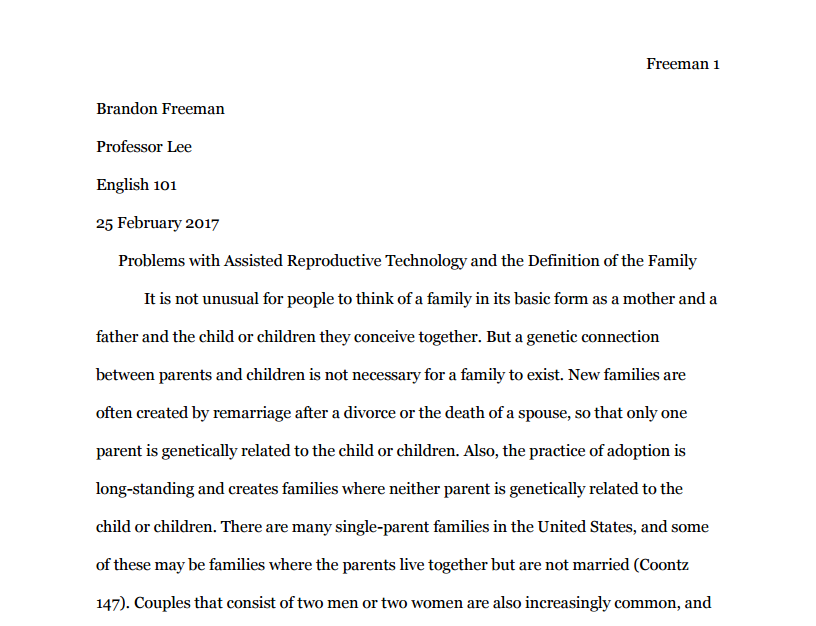 Freeman 1
Brandon Freeman
Professor Lee
English 101
25 February 2017
Problems with Assisted Reproductive Technology and the Definition of the Family
It is not unusual for people to think of a family in its basic form as a mother and a
father and the child or children they conceive together. But a genetic connection
between parents and children is not necessary for a family to exist. New families are
often created by remarriage after a divorce or the death of a spouse, so that only one
parent is genetically related to the child or children. Also, the practice of adoption is
long-standing and creates families where neither parent is genetically related to the
child or children. There are many single-parent families in the United States, and some
of these may be families where the parents live together but are not married (Coontz
147). Couples that consist of two men or two women are also increasingly common, and